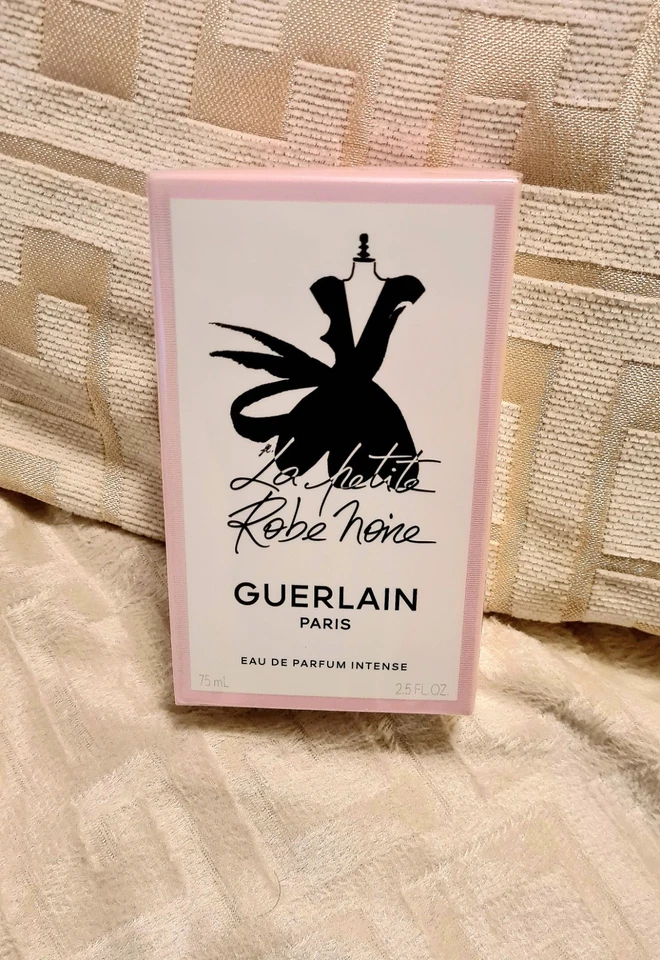 La petite
Robe Noire
GUERLAIN
PARIS
EAU DE PARFUM INTENSE
75 mL 2.5 FL.OZ.